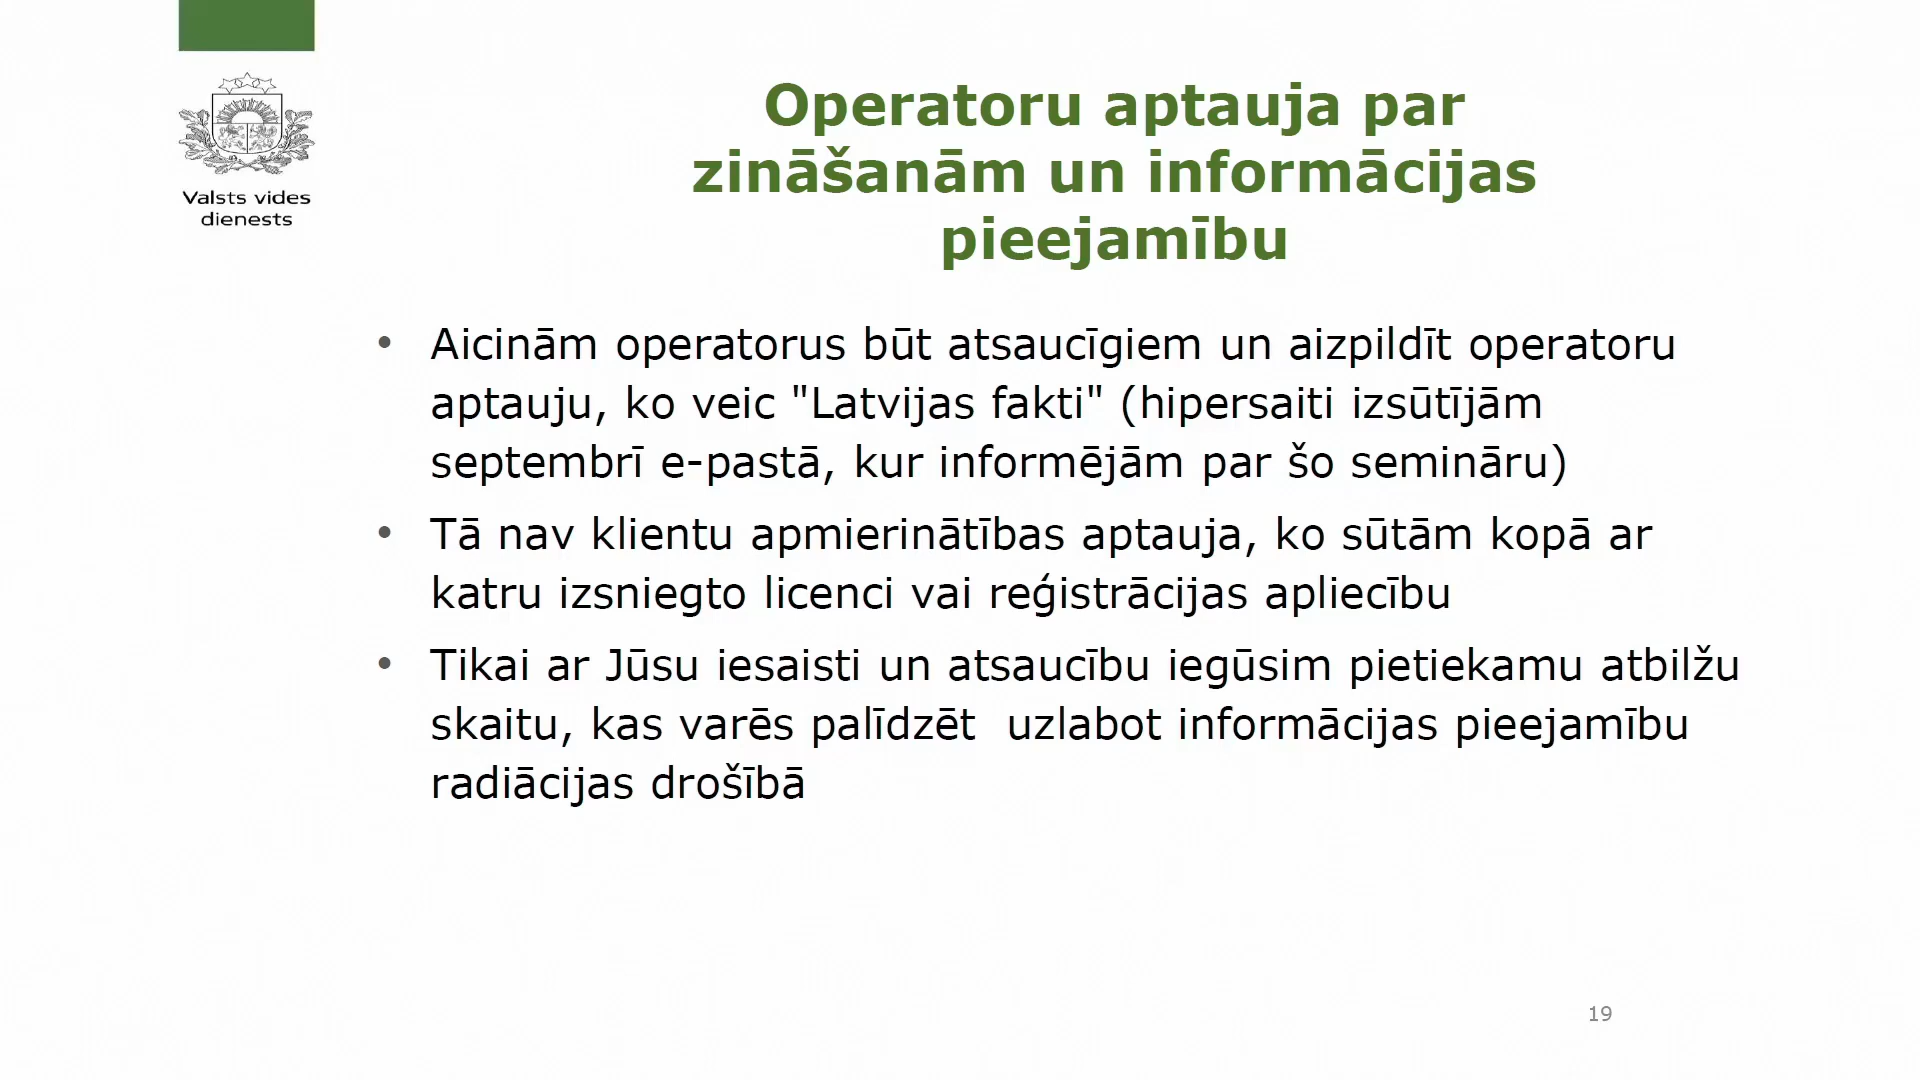 Valsts vides
dienests
Operatoru aptauja par
zināšanām un informācijas
pieejamību
• Aicinām operatorus būt atsaucīgiem un aizpildīt operatoru
aptauju, ko veic "Latvijas fakti" (hipersaiti izsūtījām
septembrī e-pastā, kur informējām par šo semināru)
• Tā nav klientu apmierinātības aptauja, ko sūtām kopā ar
katru izsniegto licenci vai reģistrācijas apliecību
• Tikai ar Jūsu iesaisti un atsaucību iegūsim pietiekamu atbilžu
skaitu, kas varēs palīdzēt  uzlabot informācijas pieejamību
radiācijas drošībā
19